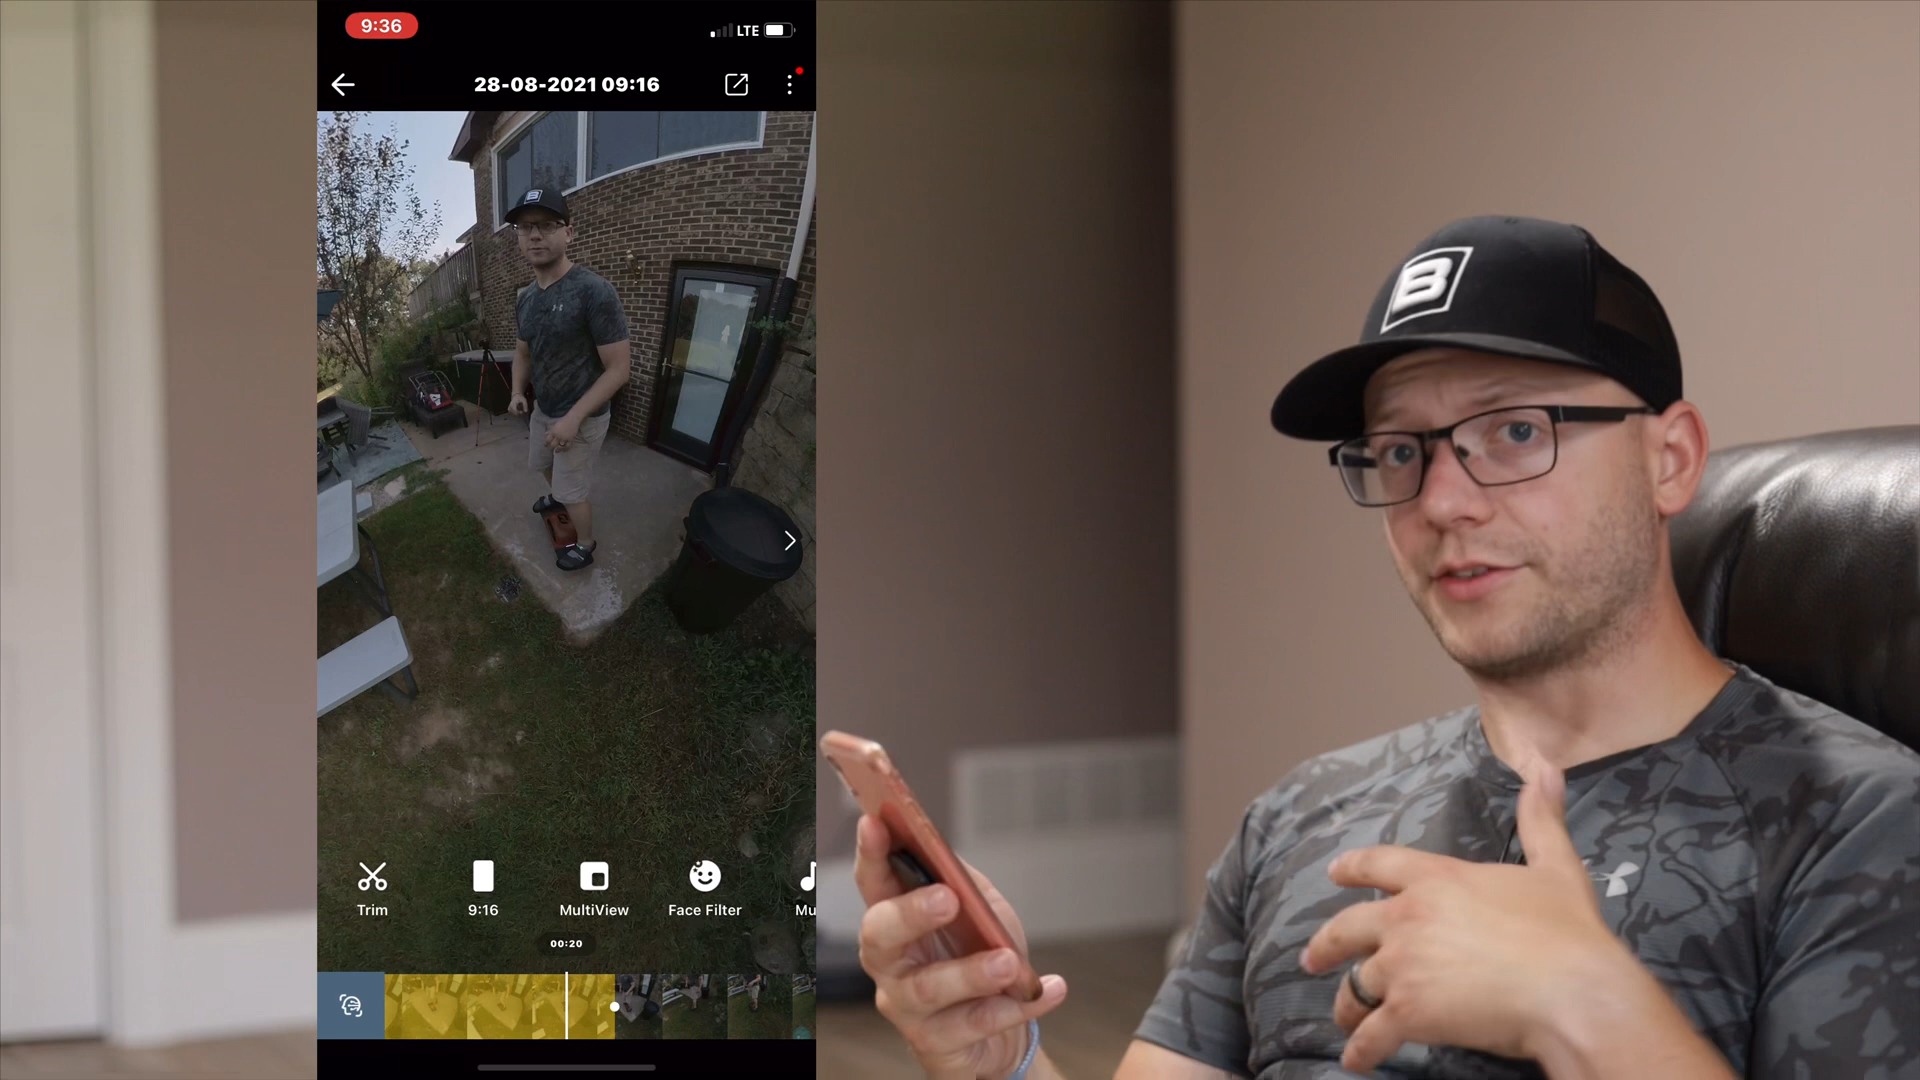 9:36
LTE
28-08-2021 09:16
B
B
Trim
9:16
MultiView
Face Filter
Mu
00:20